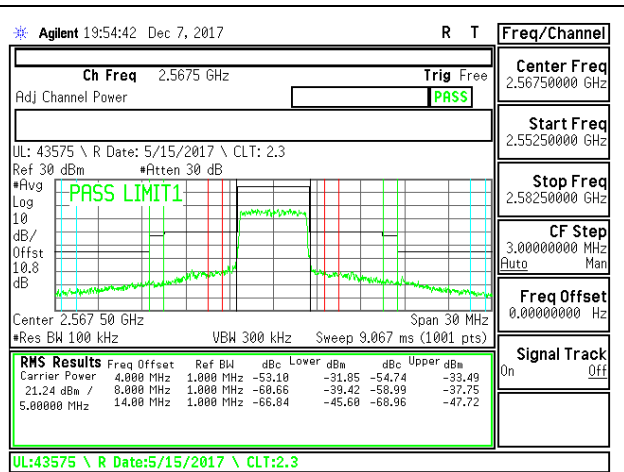 Agilent 19:54:42 Dec 7, 2017 R T
Freq/Channel
Ch Freq 2.5675 GHz Trig Free
Adj Channel Power PASS
UL: 43575 \ R Date: 5/15/2017 \ CLT: 2.3
Ref 30 dBm #Atten 30 dB
#Avg
Log
10
dB/
Offst
10.8
dB
PASS LIMIT1
Center 2.567 50 GHz Span 30 MHz
#Res BW 100 kHz VBW 300 kHz Sweep 9.067 ms (1001 pts)
RMS Results Freq Offset Ref BW dBc Lower dBm dBc Upper dBm
Carrier Power 4.000 MHz 1.000 MHz -53.10 -31.85 -54.74 -33.49
21.24 dBm / 8.000 MHz 1.000 MHz -60.66 -39.42 -58.99 -37.75
5.00000 MHz 14.00 MHz 1.000 MHz -66.84 -45.60 -68.96 -47.72
UL:43575 \ R Date:5/15/2017 \ CLT:2.3
Center Freq
2.56750000 GHz
Start Freq
2.55250000 GHz
Stop Freq
2.58250000 GHz
CF Step
3.00000000 MHz
Auto Man
Freq Offset
0.00000000 Hz
Signal Track
On Off